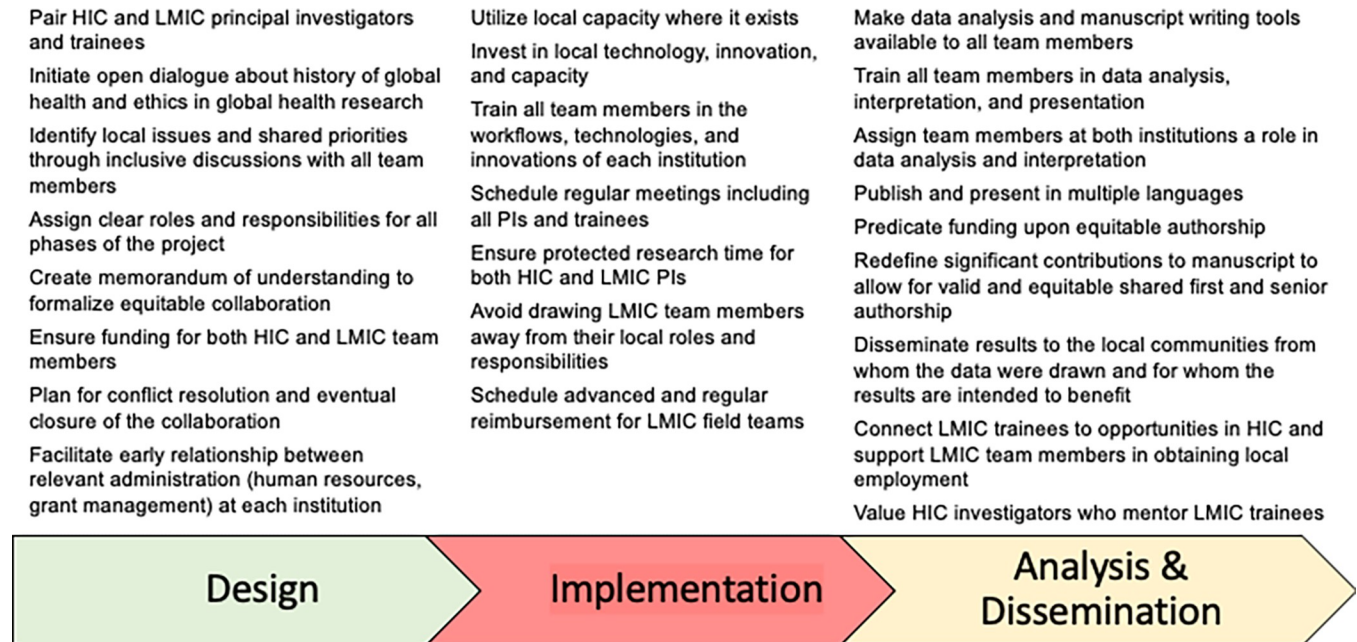 Pair HIC and LMIC principal investigators
and trainees
Initiate open dialogue about history of global
health and ethics in global health research
Identify local issues and shared priorities
through inclusive discussions with all team
members
Assign clear roles and responsibilities for all
phases of the project
Create memorandum of understanding to
formalize equitable collaboration
Ensure funding for both HIC and LMIC team
members
Plan for conflict resolution and eventual
closure of the collaboration
Facilitate early relationship between
relevant administration (human resources,
grant management) at each institution
Utilize local capacity where it exists
Invest in local technology, innovation,
and capacity
Train all team members in the
workflows, technologies, and
innovations of each institution
Schedule regular meetings including
all PIs and trainees
Ensure protected research time for
both HIC and LMIC PIs
Avoid drawing LMIC team members
away from their local roles and
responsibilities
Schedule advanced and regular
reimbursement for LMIC field teams
Make data analysis and manuscript writing tools
available to all team members
Train all team members in data analysis,
interpretation, and presentation
Assign team members at both institutions a role in
data analysis and interpretation
Publish and present in multiple languages
Predicate funding upon equitable authorship
Redefine significant contributions to manuscript to
allow for valid and equitable shared first and senior
authorship
Disseminate results to the local communities from
whom the data were drawn and for whom the
results are intended to benefit
Connect LMIC trainees to opportunities in HIC and
support LMIC team members in obtaining local
employment
Value HIC investigators who mentor LMIC trainees
Design
Implementation
Analysis &
Dissemination